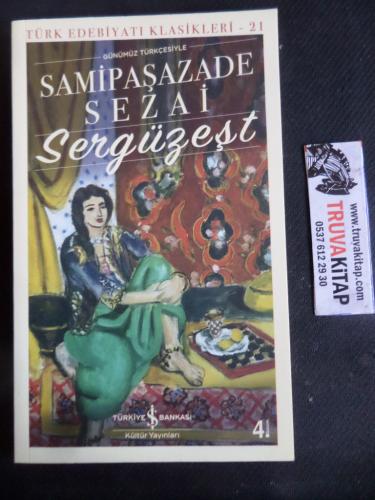 TÜRK EDEBİYATI KLASİKLERİ - 21
GÜNÜMÜZ TÜRKÇESİYLE
SAMİPAŞAZADE
SEZAİ
Sergüzeşt
TÜRKİYE İŞ BANKASI
Kültür Yayınları
4
www.truvakitap.com
TRUVAKİTAP
0537 612 29 30